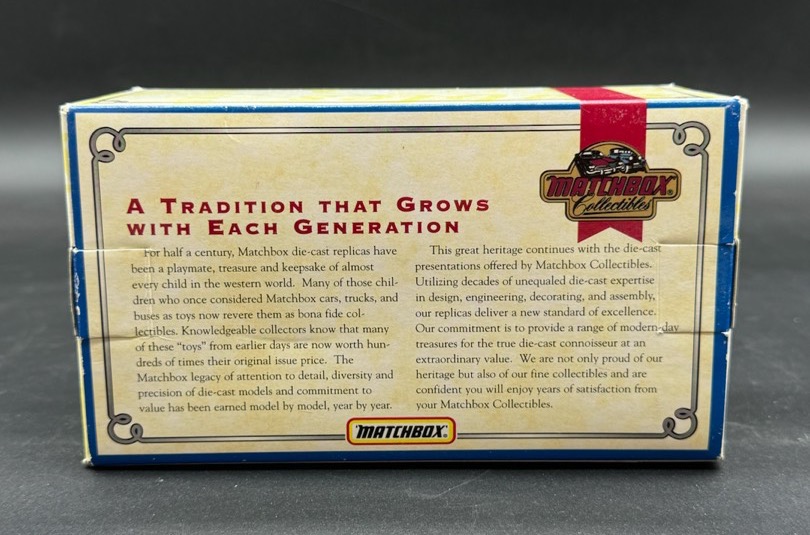 MATCHBOX®
Collectibles
A TRADITION THAT GROWS
WITH EACH GENERATION
For half a century, Matchbox die-cast replicas have
been a playmate, treasure and keepsake of almost
every child in the western world. Many of those chil-
dren who once considered Matchbox cars, trucks, and
buses as toys now revere them as bona fide col-
lectibles. Knowledgeable collectors know that many
of these “toys” from earlier days are now worth hun-
dreds of times their original issue price. The
Matchbox legacy of attention to detail, diversity and
precision of die-cast models and commitment to
value has been earned model by model, year by year.
This great heritage continues with the die-cast
presentations offered by Matchbox Collectibles.
Utilizing decades of unequaled die-cast expertise
in design, engineering, decorating, and assembly,
our replicas deliver a new standard of excellence.
Our commitment is to provide a range of modern-day
treasures for the true die-cast connoisseur at an
extraordinary value. We are not only proud of our
heritage but also of our fine collectibles and are
confident you will enjoy years of satisfaction from
your Matchbox Collectibles.
"MATCHBOX"®